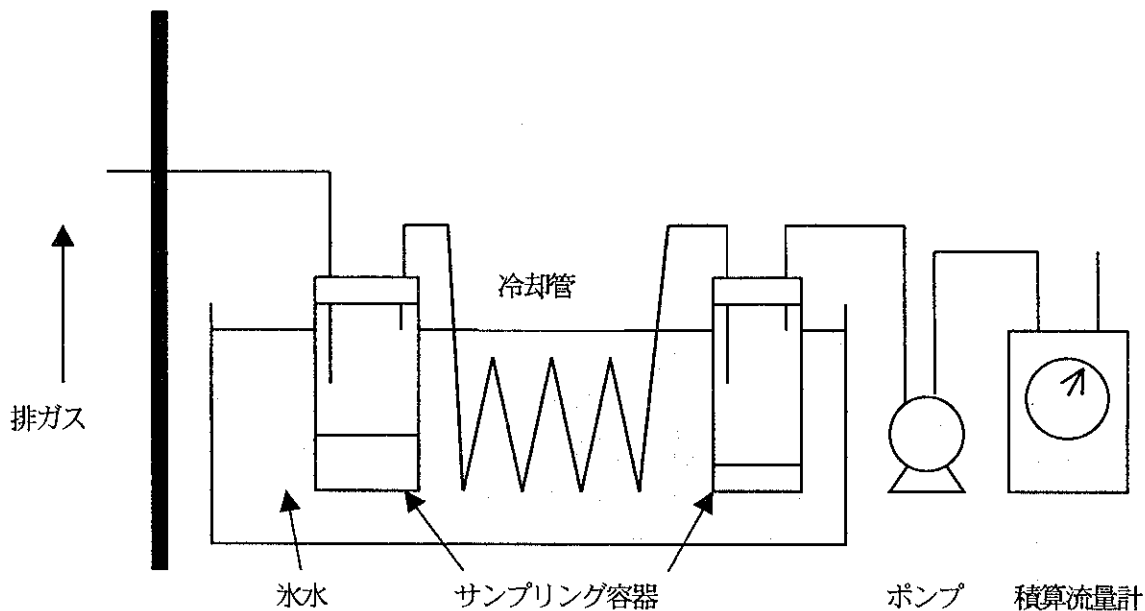 冷却管
排ガス
氷水
サンプリング容器
ポンプ
積算流量計